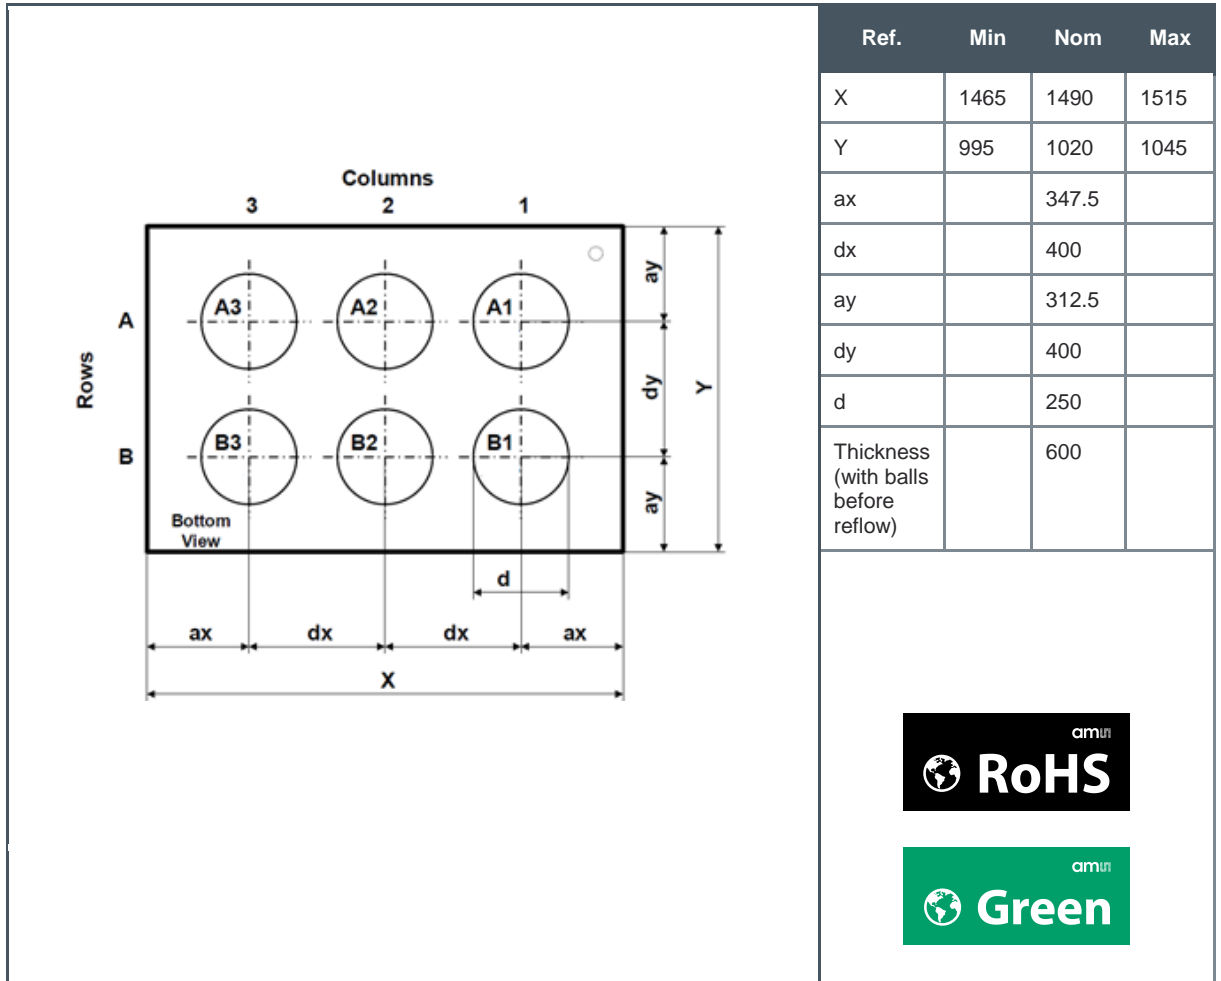 Columns
3 2 1
Rows
A
A3 A2 A1
B
B3 B2 B1
Bottom
View
ay
dy
ay
Y
d
ax dx dx ax
X
Ref. Min Nom Max
X 1465 1490 1515
Y 995 1020 1045
ax 347.5
dx 400
ay 312.5
dy 400
d 250
Thickness 600
(with balls
before
reflow)
am
RoHS
am
Green